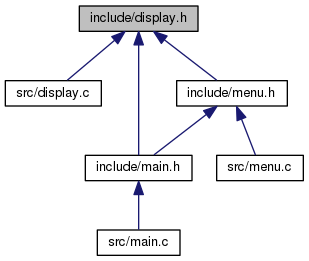 include/display.h
src/display.c
include/menu.h
include/main.h
src/menu.c
src/main.c